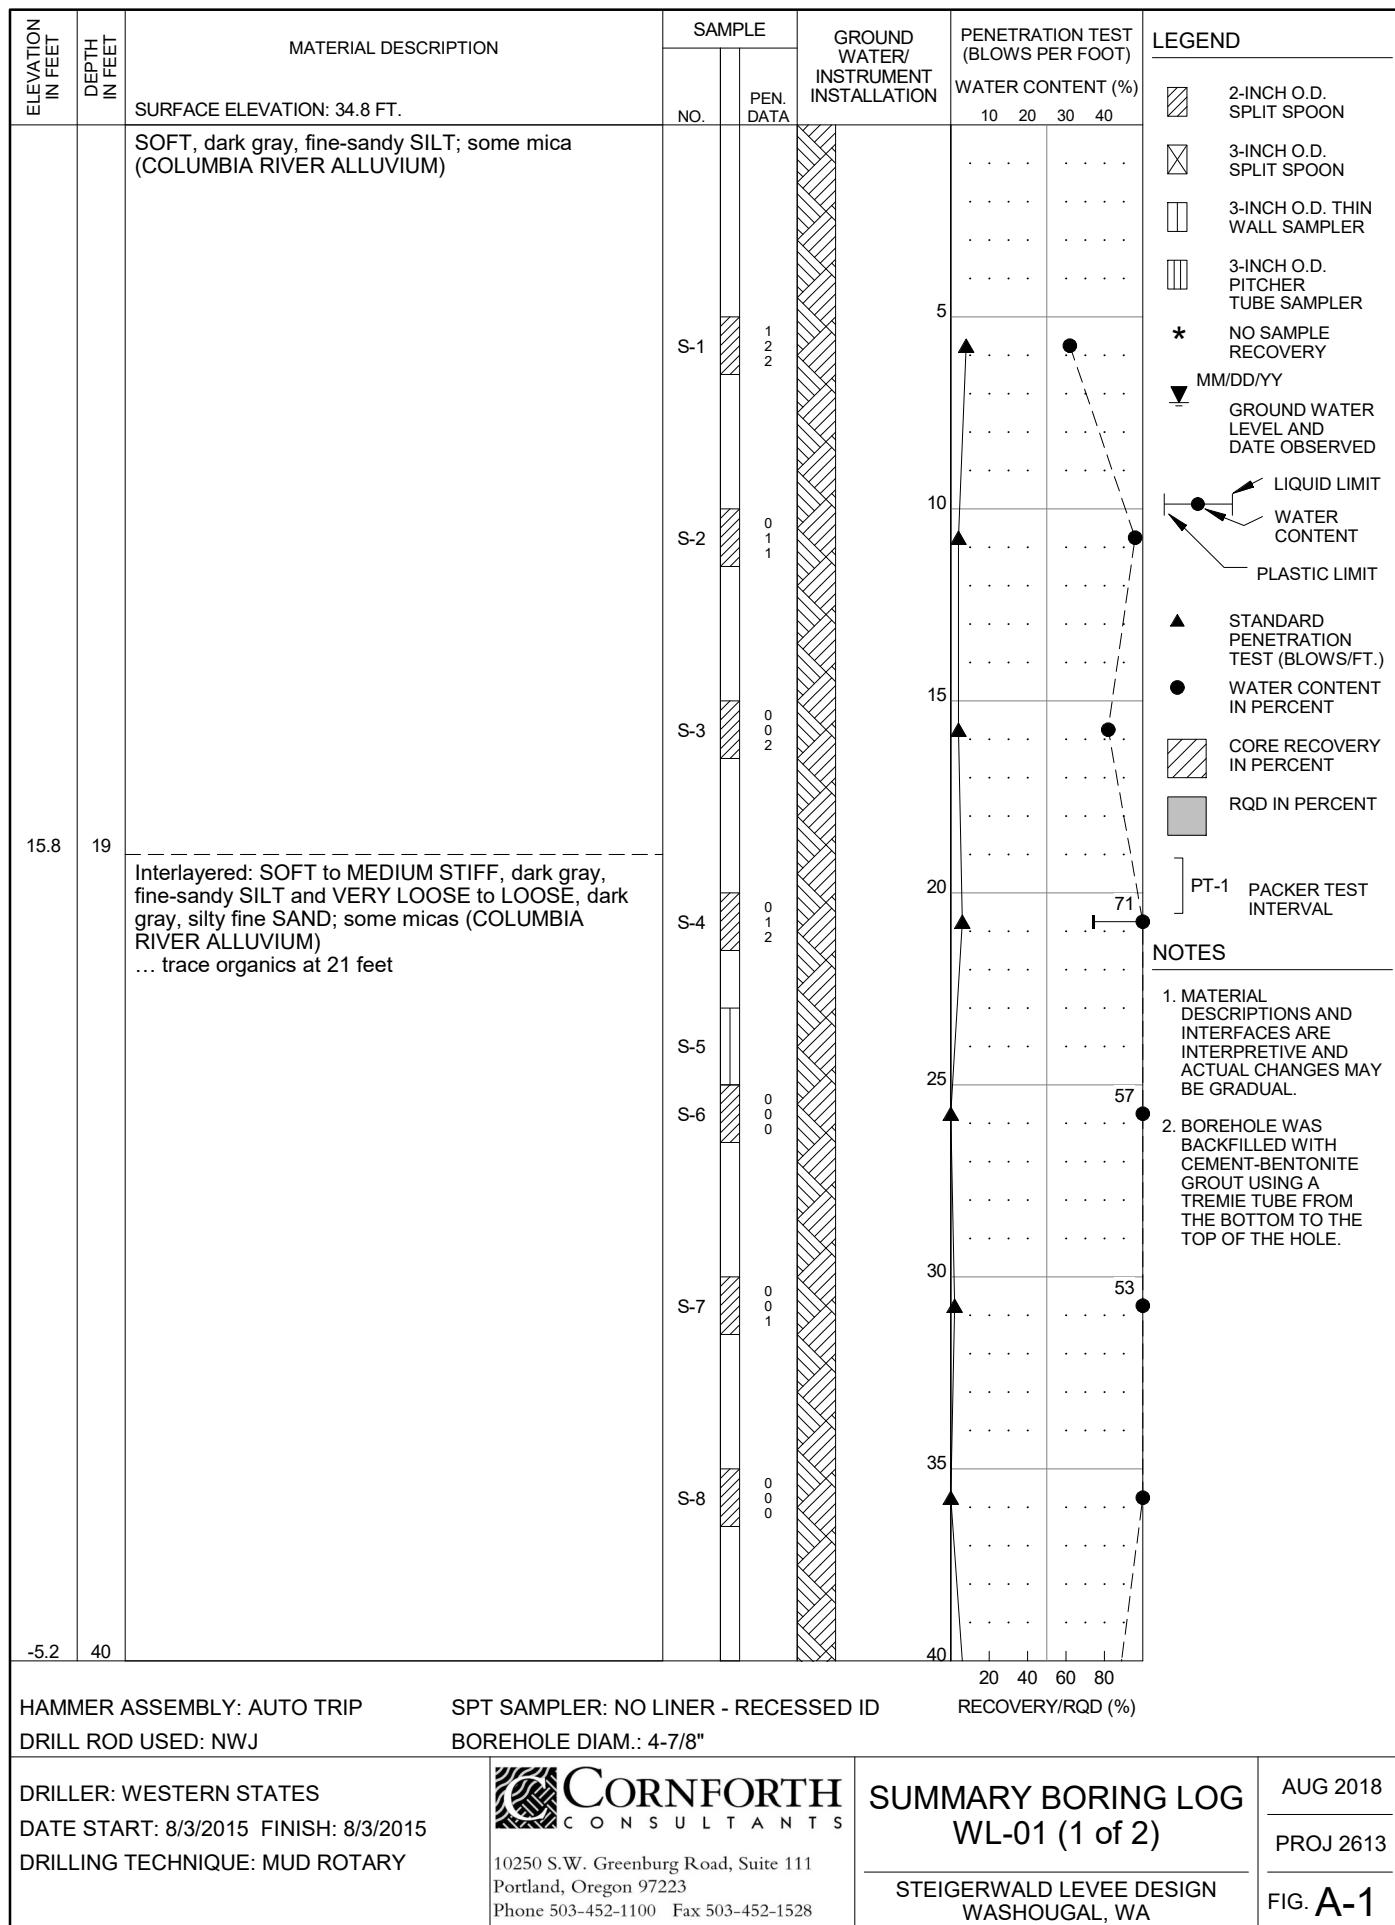 ELEVATION
IN FEET
DEPTH
IN FEET
MATERIAL DESCRIPTION
SURFACE ELEVATION: 34.8 FT.
SAMPLE
NO.
PEN.
DATA
GROUND
WATER/
INSTRUMENT
INSTALLATION
PENETRATION TEST
(BLOWS PER FOOT)
WATER CONTENT (%)
10 20 30 40
SOFT, dark gray, fine-sandy SILT; some mica
(COLUMBIA RIVER ALLUVIUM)
5
S-1
1
2
2
10
S-2
0
1
1
15
S-3
0
0
2
15.8 19
Interlayered: SOFT to MEDIUM STIFF, dark gray,
fine-sandy SILT and VERY LOOSE to LOOSE, dark
gray, silty fine SAND; some micas (COLUMBIA
RIVER ALLUVIUM)
... trace organics at 21 feet
20
71
S-4
0
1
2
S-5
25
57
S-6
0
0
0
30
53
S-7
0
0
1
35
S-8
0
0
0
-5.2 40
40
20 40 60 80
RECOVERY/RQD (%)
LEGEND
2-INCH O.D.
SPLIT SPOON
3-INCH O.D.
SPLIT SPOON
3-INCH O.D. THIN
WALL SAMPLER
3-INCH O.D.
PITCHER
TUBE SAMPLER
* NO SAMPLE
RECOVERY
MM/DD/YY
GROUND WATER
LEVEL AND
DATE OBSERVED
LIQUID LIMIT
WATER
CONTENT
PLASTIC LIMIT
STANDARD
PENETRATION
TEST (BLOWS/FT.)
WATER CONTENT
IN PERCENT
CORE RECOVERY
IN PERCENT
RQD IN PERCENT
PT-1 PACKER TEST
INTERVAL
NOTES
1. MATERIAL
DESCRIPTIONS AND
INTERFACES ARE
INTERPRETIVE AND
ACTUAL CHANGES MAY
BE GRADUAL.
2. BOREHOLE WAS
BACKFILLED WITH
CEMENT-BENTONITE
GROUT USING A
TREMIE TUBE FROM
THE BOTTOM TO THE
TOP OF THE HOLE.
HAMMER ASSEMBLY: AUTO TRIP
SPT SAMPLER: NO LINER - RECESSED ID
DRILL ROD USED: NWJ
BOREHOLE DIAM.: 4-7/8"
DRILLER: WESTERN STATES
DATE START: 8/3/2015 FINISH: 8/3/2015
DRILLING TECHNIQUE: MUD ROTARY
CORNFORTH
CONSULTANTS
10250 S.W. Greenburg Road, Suite 111
Portland, Oregon 97223
Phone 503-452-1100 Fax 503-452-1528
SUMMARY BORING LOG
WL-01 (1 of 2)
STEIGERWALD LEVEE DESIGN
WASHOUGAL, WA
AUG 2018
PROJ 2613
FIG. A-1